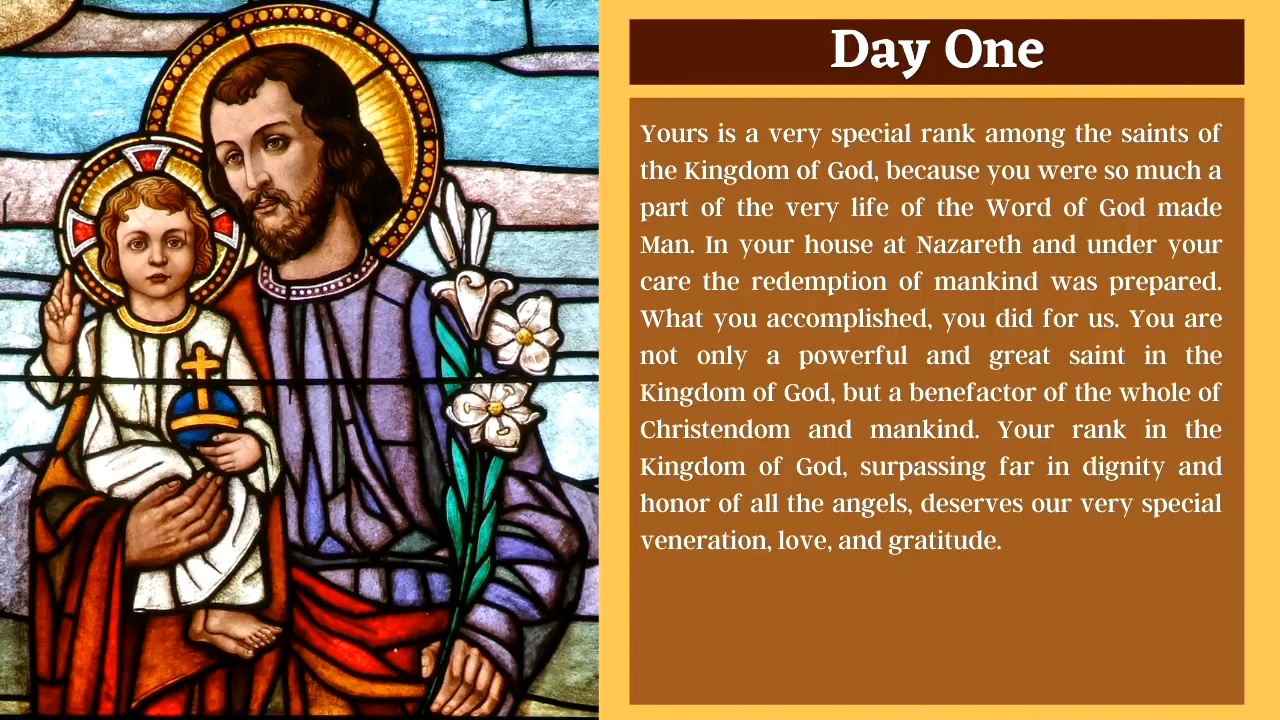 Day One
Yours is a very special rank among the saints of
the Kingdom of God, because you were so much a
part of the very life of the Word of God made
Man. In your house at Nazareth and under your
care the redemption of mankind was prepared.
What you accomplished, you did for us. You are
not only a powerful and great saint in the
Kingdom of God, but a benefactor of the whole of
Christendom and mankind. Your rank in the
Kingdom of God, surpassing far in dignity and
honor of all the angels, deserves our very special
veneration, love, and gratitude.